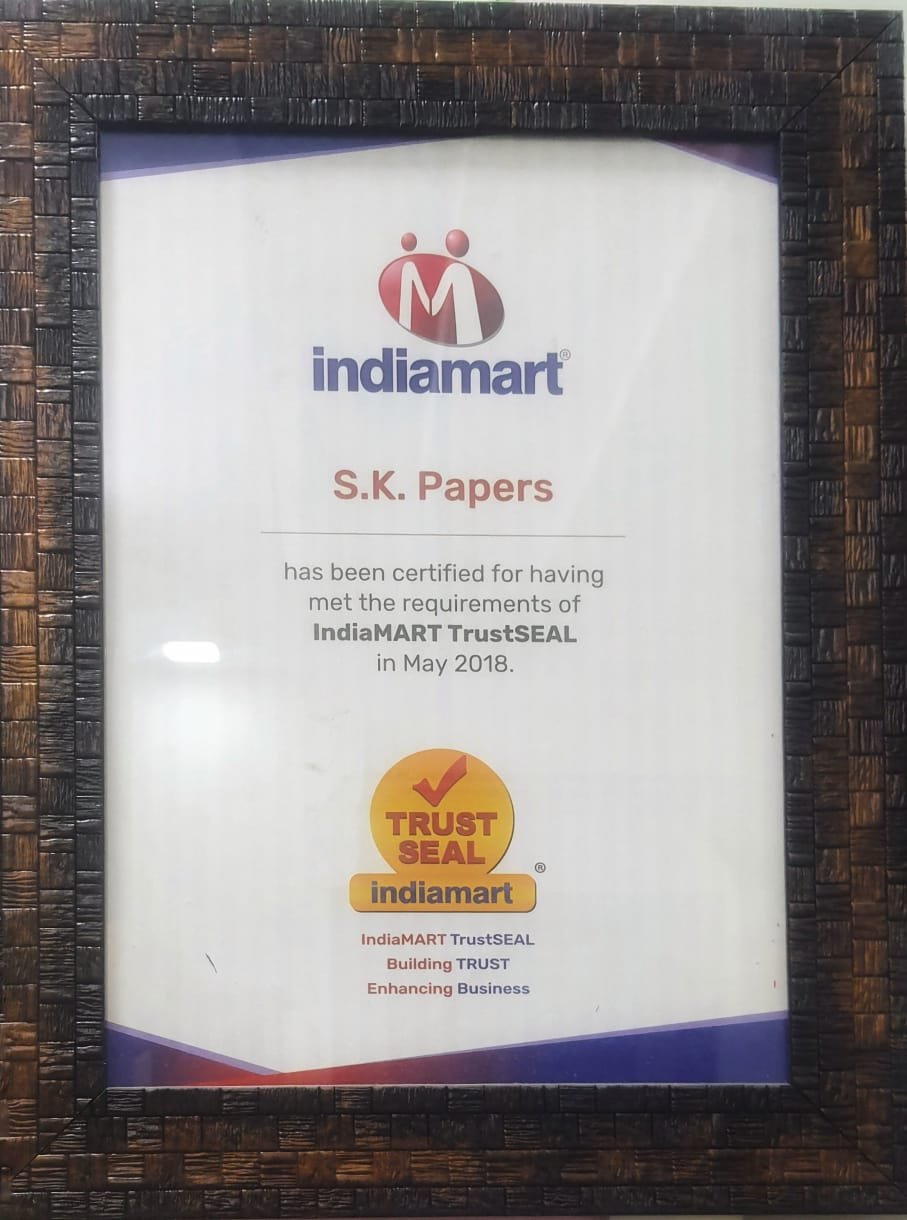 indiamart®
S.K. Papers
has been certified for having
met the requirements of
IndiaMART TrustSEAL
in May 2018.
TRUST
SEAL
indiamart®
IndiaMART TrustSEAL
Building TRUST
Enhancing Business